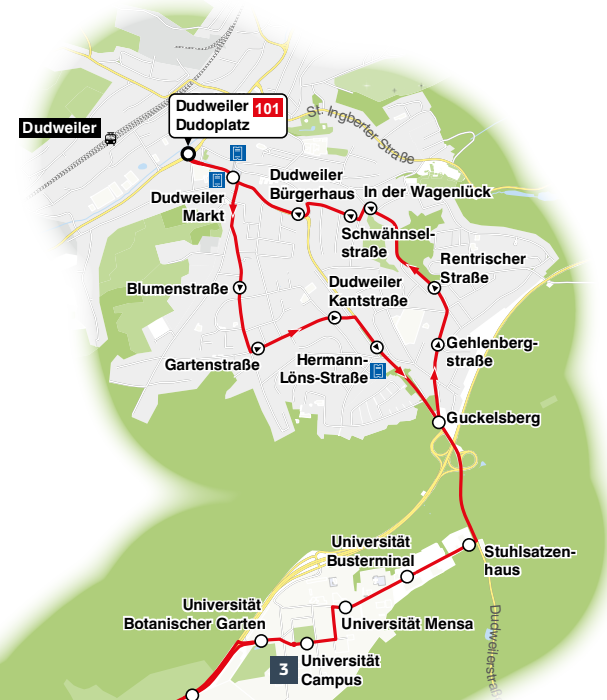 Dudweiler 101
Dudoplatz
Dudweiler
St. Ingberter Straße
Dudweiler
Bürgerhaus
In der Wagenlück
Dudweiler
Markt
Schwähnsel-
straße
Rentrischer
Straße
Blumenstraße
Dudweiler
Kantstraße
Gartenstraße
Hermann-
Löns-Straße
Gehlenberg-
straße
Guckelsberg
Universität
Busterminal
Stuhlsatzen-
haus
Universität
Botanischer Garten
Universität Mensa
3
Universität
Campus